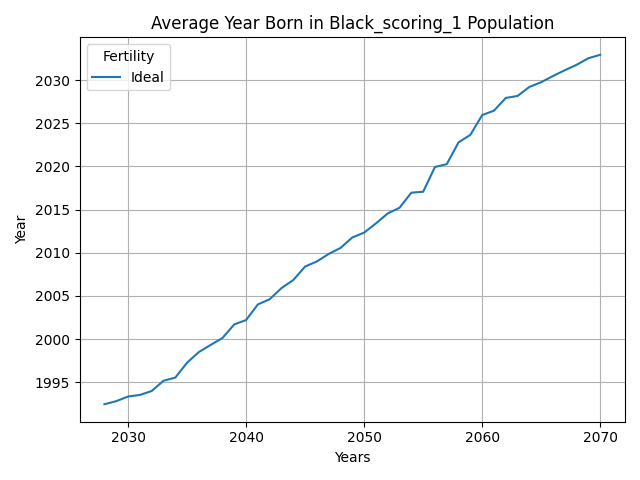 Average Year Born in Black_scoring_1 Population
Fertility
Ideal
2030
2025
2020
2015
2010
2005
2000
1995
Year
2030 2040 2050 2060 2070
Years